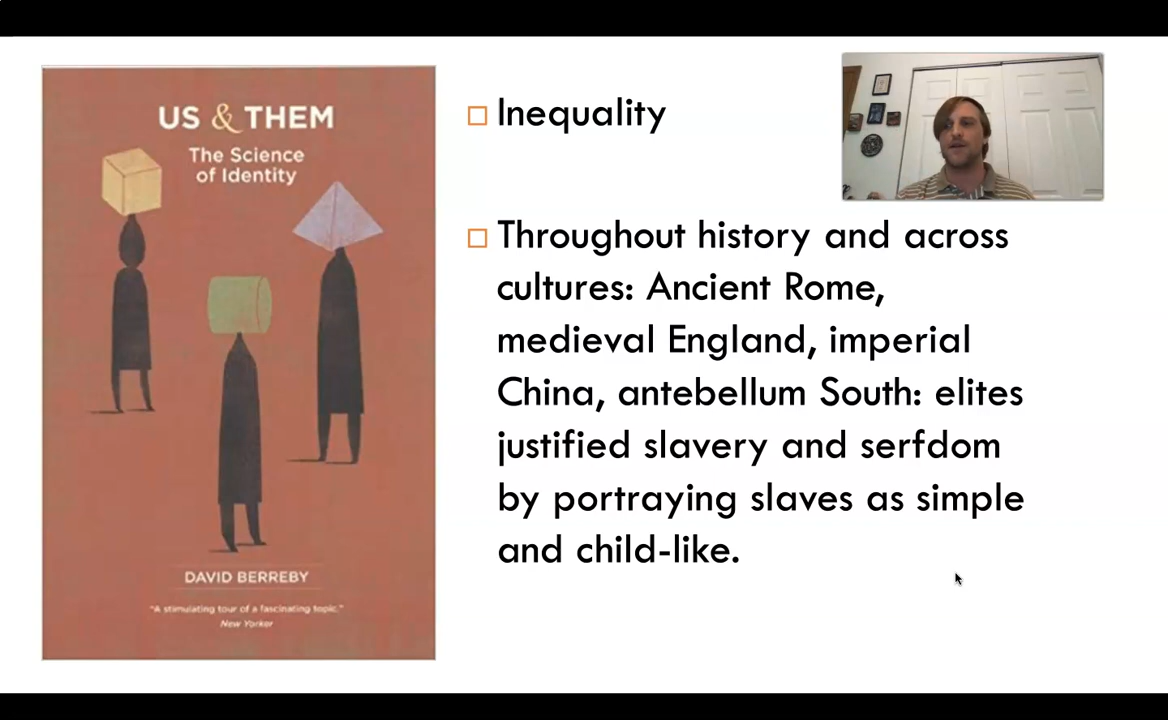 US & THEM
The Science
of Identity
DAVID BERREBY
"A stimulating tour of a fascinating topic."
New Yorker
Inequality
Throughout history and across
cultures: Ancient Rome,
medieval England, imperial
China, antebellum South: elites
justified slavery and serfdom
by portraying slaves as simple
and child-like.